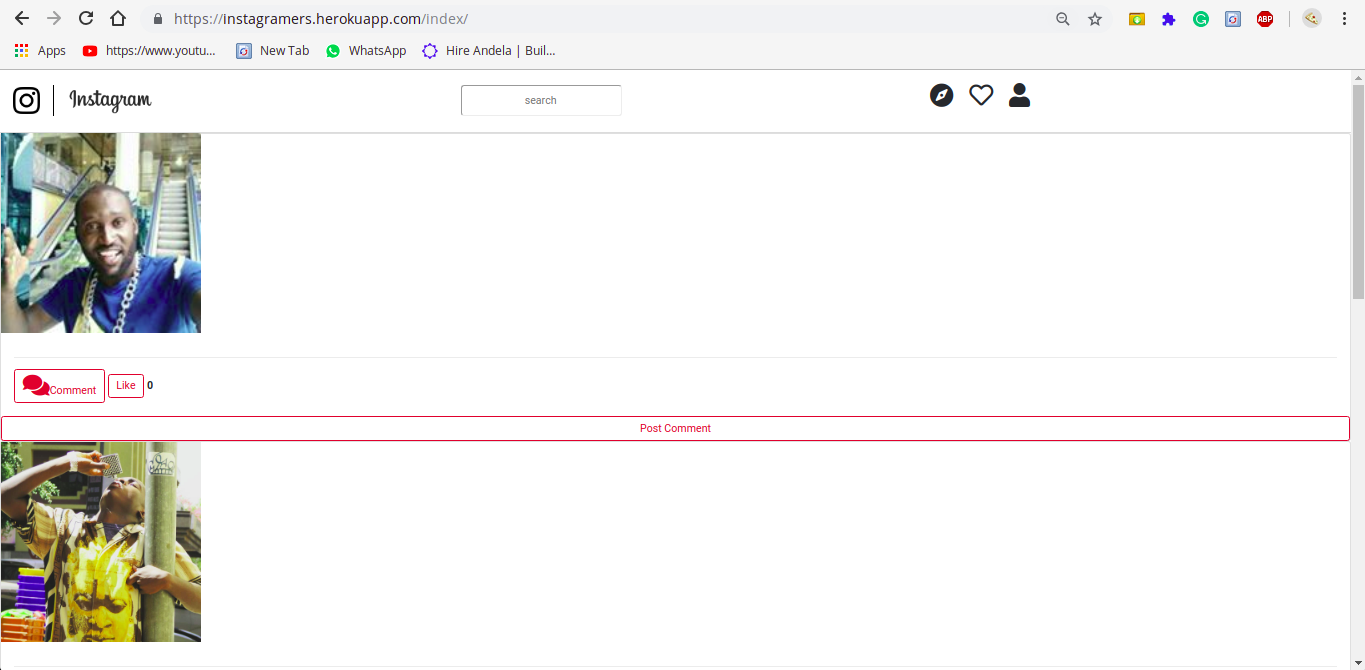 https://instagramers.herokuapp.com/index/
ABP
Apps https://www.youtu... New Tab WhatsApp Hire Andela | Buil...
Instagram search
Comment Like 0
Post Comment